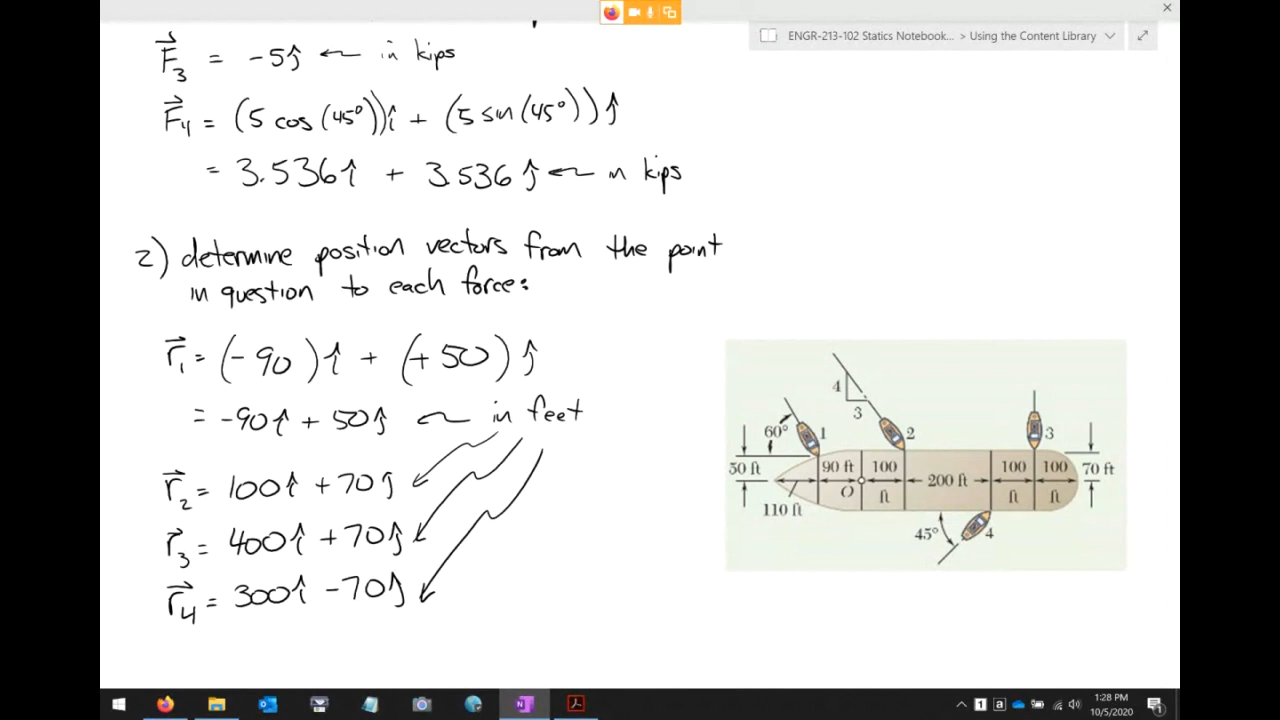 ENGR-213-102 Statics Notebook... > Using the Content Library
F₃ = -5ĵ ← in kips
F₄ = (5 cos(45°))î + (5 sin(45°))ĵ
= 3.536î + 3.536ĵ ← in kips
2) determine position vectors from the point
in question to each force:
r₁ = (-90)î + (+50)ĵ
= -90î + 50ĵ ← in feet
r₂ = 100î + 70ĵ
r₃ = 400î + 70ĵ
r₄ = 300î - 70ĵ
4
3
60°
1
2
3
50 ft
90 ft
100
ft
200 ft
100
ft
100
ft
70 ft
O
110 ft
45°
4
1:28 PM
10/5/2020